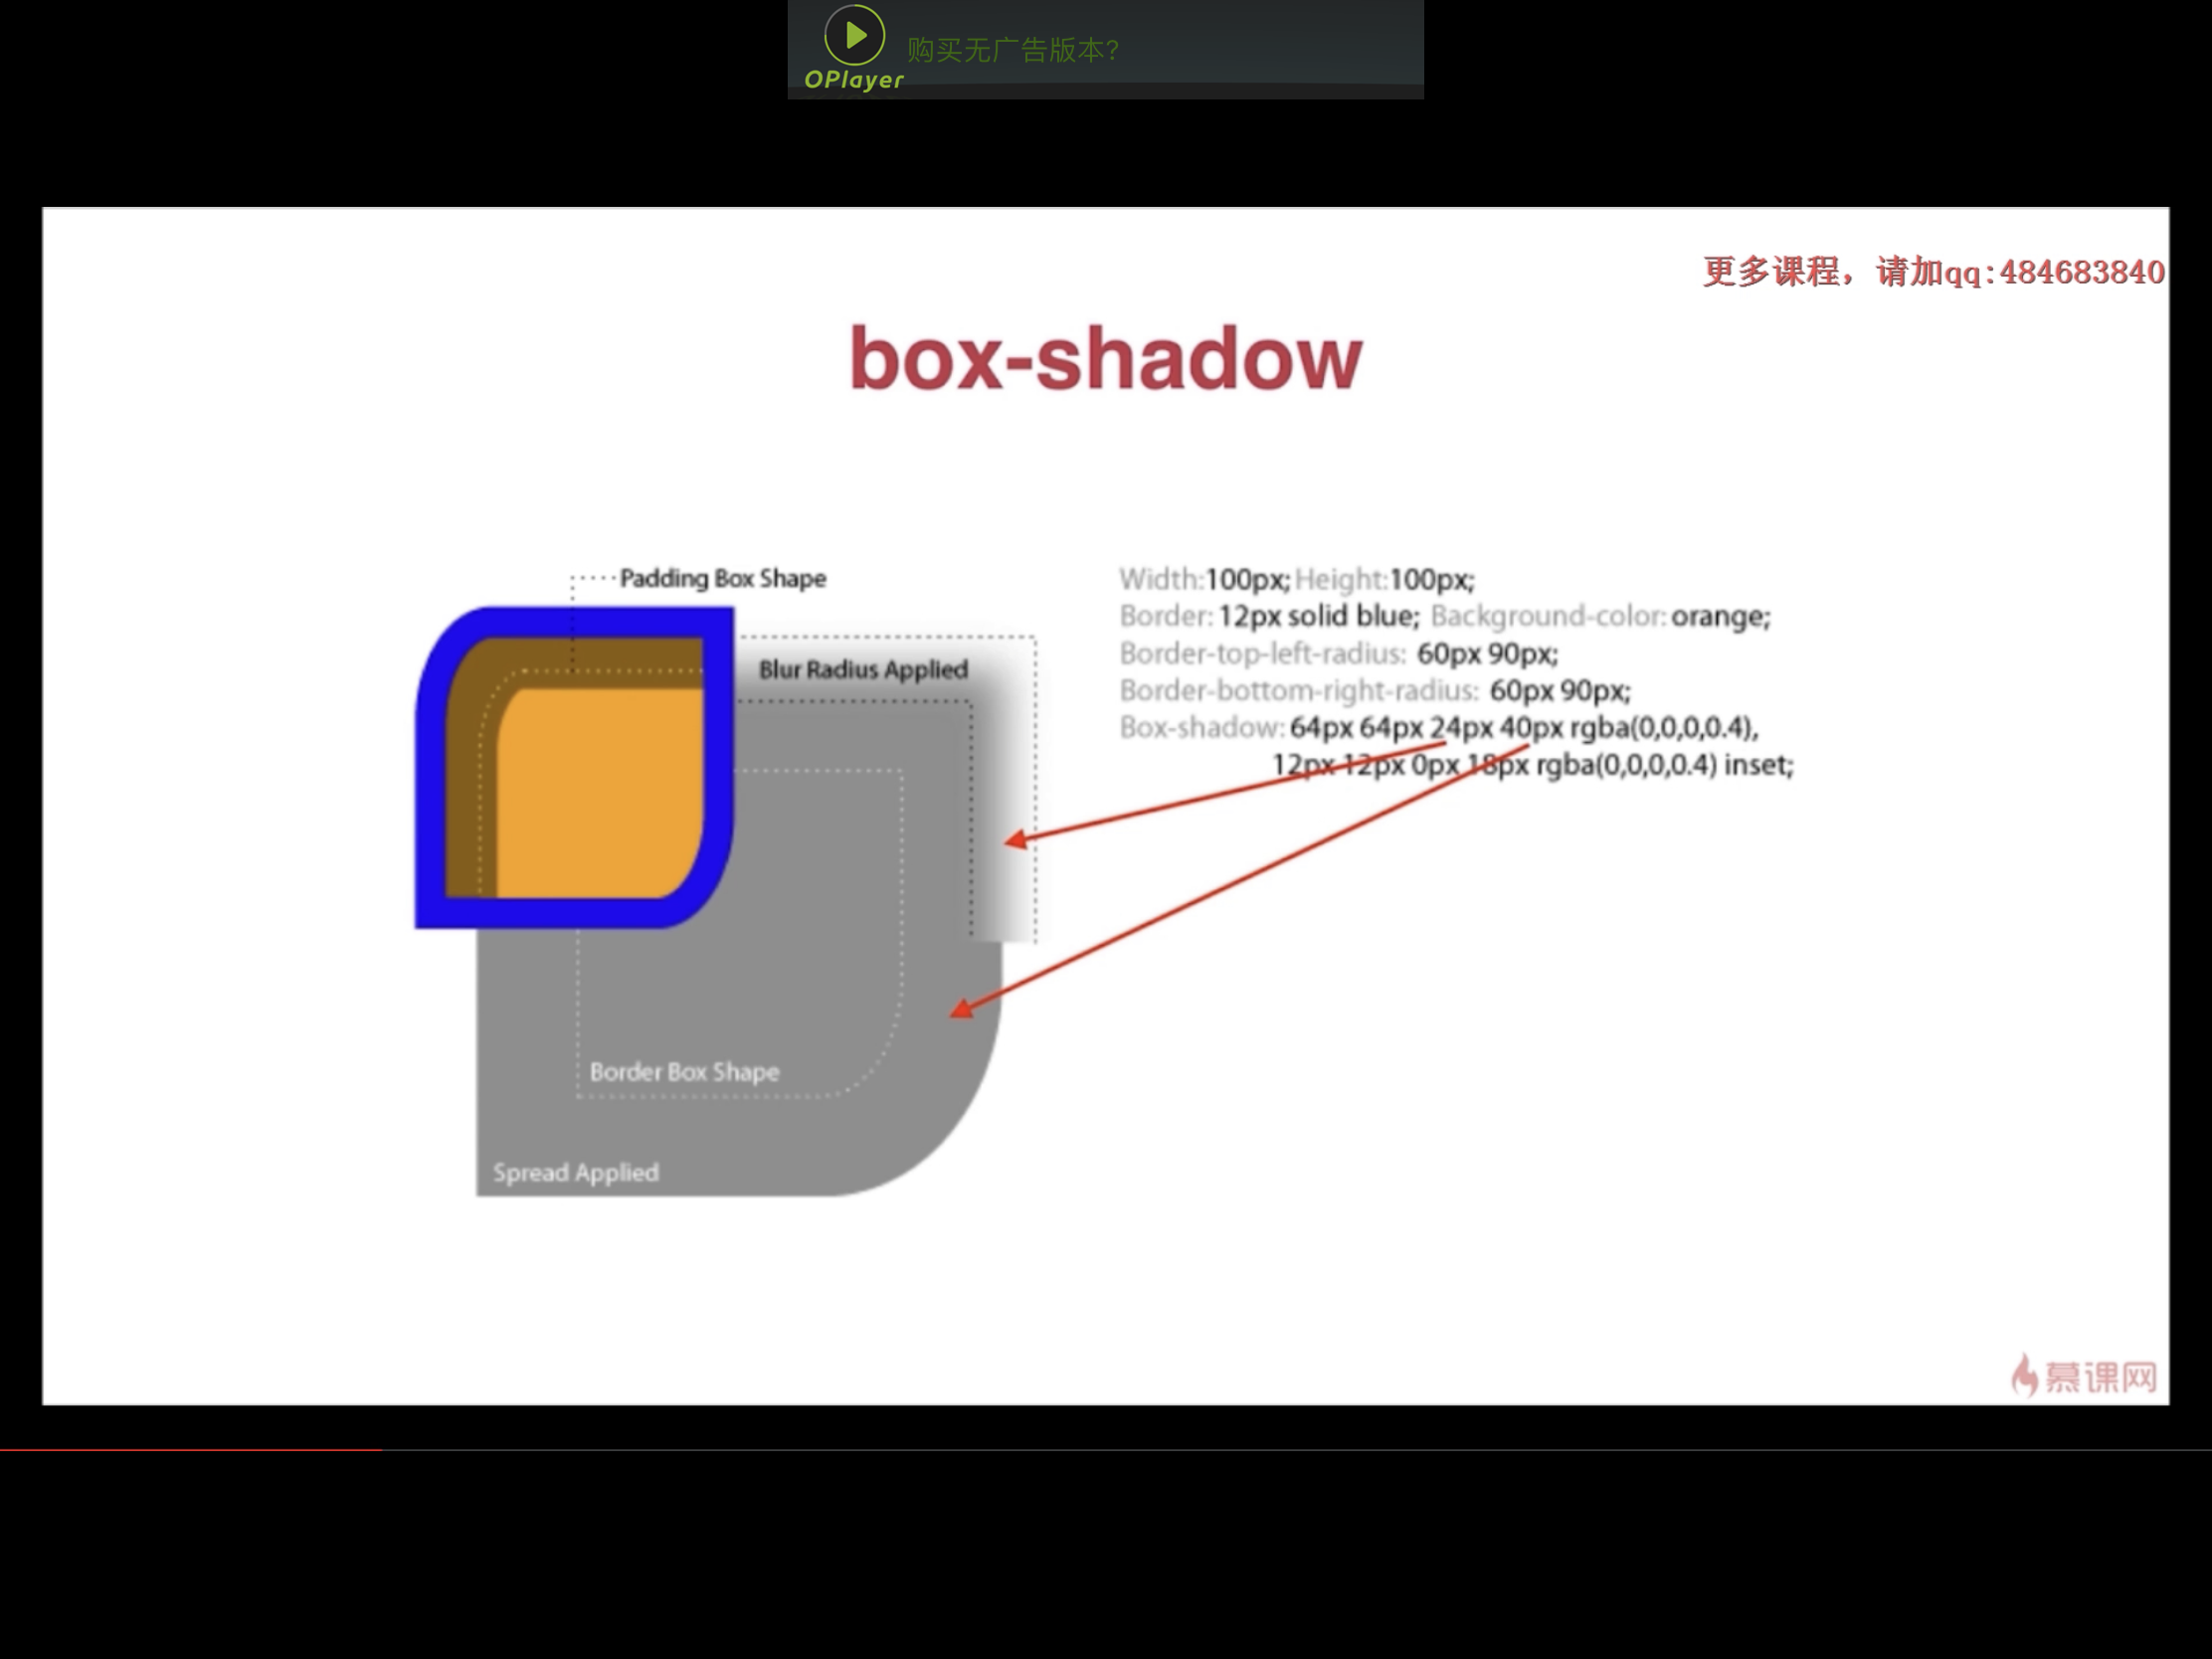 购买无广告版本?
OPlayer
更多课程，请加qq:484683840
box-shadow
Padding Box Shape
Blur Radius Applied
Border Box Shape
Spread Applied
Width:100px; Height:100px;
Border: 12px solid blue; Background-color: orange;
Border-top-left-radius: 60px 90px;
Border-bottom-right-radius: 60px 90px;
Box-shadow: 64px 64px 24px 40px rgba(0,0,0,0.4),
12px 12px 0px 18px rgba(0,0,0,0.4) inset;
慕课网